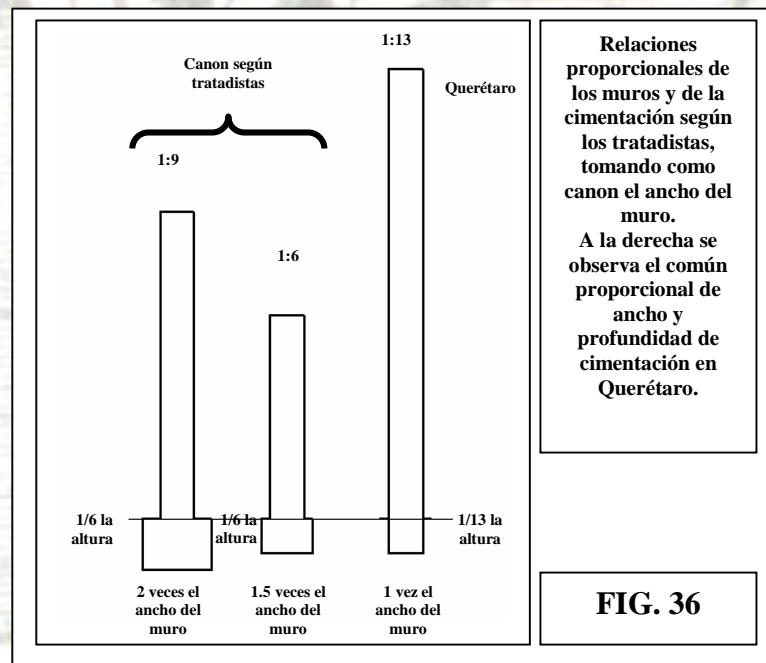 1:13
Canon según
tratadistas
Querétaro
1:9
1:6
1/6 la
altura
1/6 la
altura
1/13 la
altura
2 veces el
ancho del
muro
1.5 veces el
ancho del
muro
1 vez el
ancho del
muro
Relaciones
proporcionales de
los muros y de la
cimentación según
los tratadistas,
tomando como
canon el ancho del
muro.
A la derecha se
observa el común
proporcional de
ancho y
profundidad de
cimentación en
Querétaro.
FIG. 36